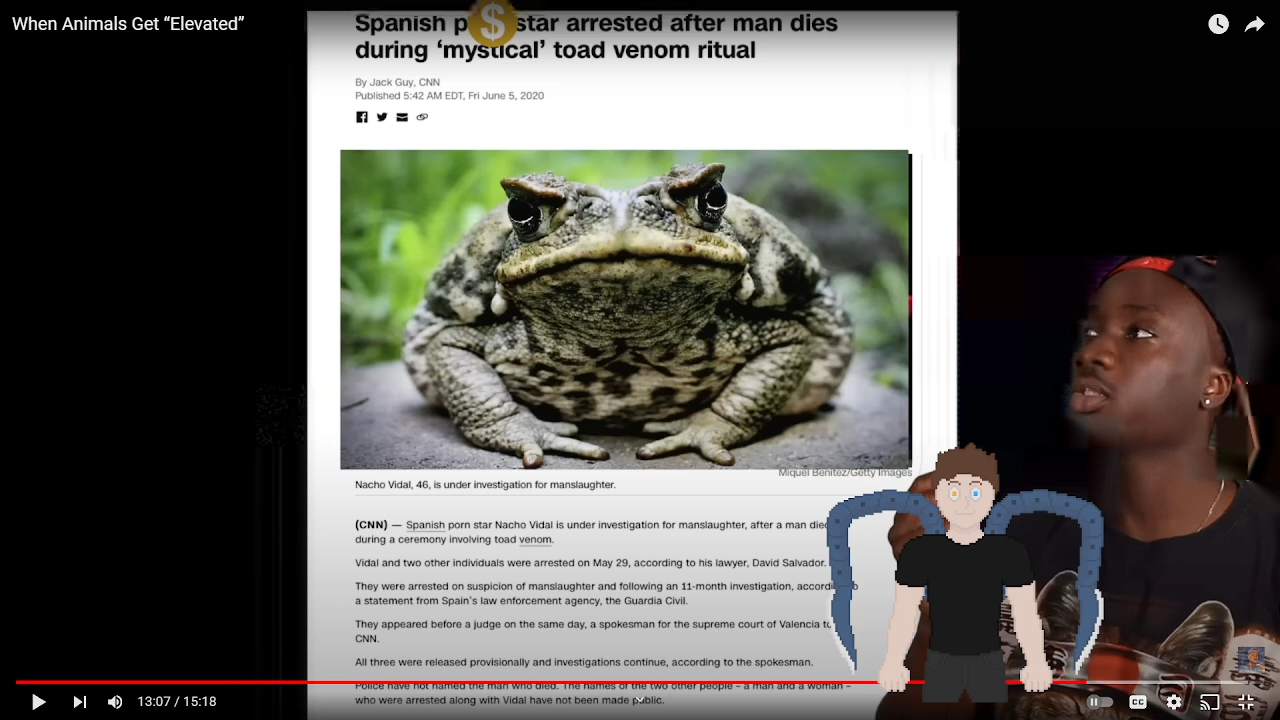 When Animals Get “Elevated”
Spanish p star arrested after man dies
during ‘mystical’ toad venom ritual
By Jack Guy, CNN
Published 5:42 AM EDT, Fri June 5, 2020
Miquel Benitez/Getty Images
Nacho Vidal, 46, is under investigation for manslaughter.
(CNN) — Spanish porn star Nacho Vidal is under investigation for manslaughter, after a man died
during a ceremony involving toad venom.
Vidal and two other individuals were arrested on May 29, according to his lawyer, David Salvador.
They were arrested on suspicion of manslaughter and following an 11-month investigation,
a statement from Spain's law enforcement agency, the Guardia Civil.
They appeared before a judge on the same day, a spokesman for the supreme court of Valencia
CNN.
All three were released provisionally and investigations continue, according to the spokesman.
Police have not named the man who died. The names of the two other people – a man and a woman –
who were arrested along with Vidal have not been made public.
13:07 / 15:18
CC